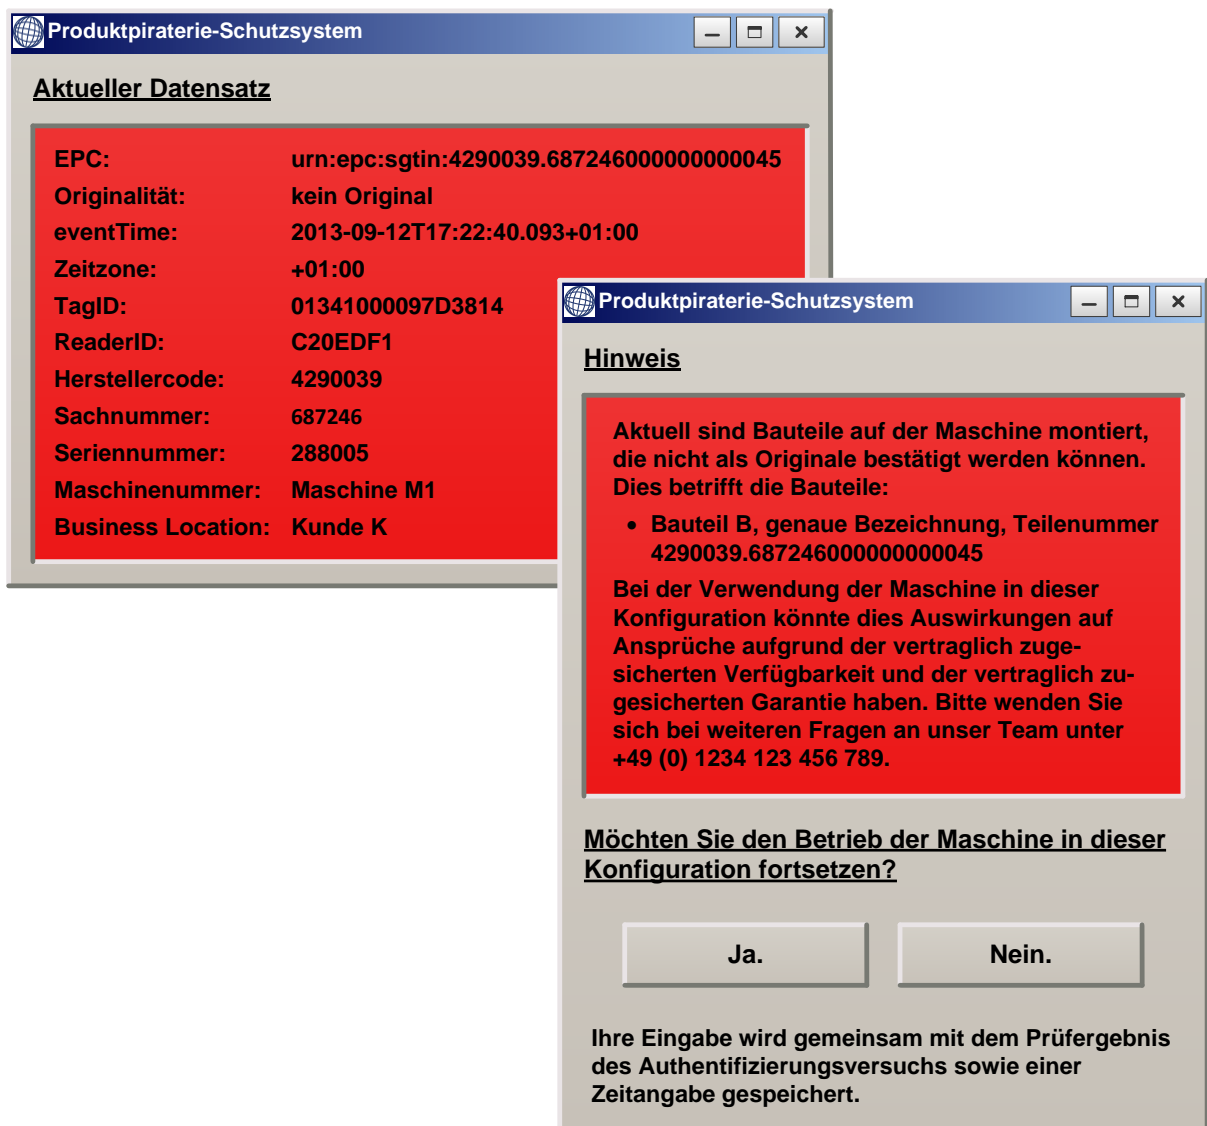 Produktpiraterie-Schutzsystem
Aktueller Datensatz
EPC: urn:epc:sgtin:4290039.687246000000000045
Originalität: kein Original
eventTime: 2013-09-12T17:22:40.093+01:00
Zeitzone: +01:00
TagID: 01341000097D3814
ReaderID: C20EDF1
Herstellercode: 4290039
Sachnummer: 687246
Seriennummer: 288005
Maschinenummer: Maschine M1
Business Location: Kunde K
Produktpiraterie-Schutzsystem
Hinweis
Aktuell sind Bauteile auf der Maschine montiert,
die nicht als Originale bestätigt werden können.
Dies betrifft die Bauteile:
• Bauteil B, genaue Bezeichnung, Teilenummer
4290039.687246000000000045
Bei der Verwendung der Maschine in dieser
Konfiguration könnte dies Auswirkungen auf
Ansprüche aufgrund der vertraglich zuge-
sicherten Verfügbarkeit und der vertraglich zu-
gesicherten Garantie haben. Bitte wenden Sie
sich bei weiteren Fragen an unser Team unter
+49 (0) 1234 123 456 789.
Möchten Sie den Betrieb der Maschine in dieser
Konfiguration fortsetzen?
Ja. Nein.
Ihre Eingabe wird gemeinsam mit dem Prüfergebnis
des Authentifizierungsversuchs sowie einer
Zeitangabe gespeichert.